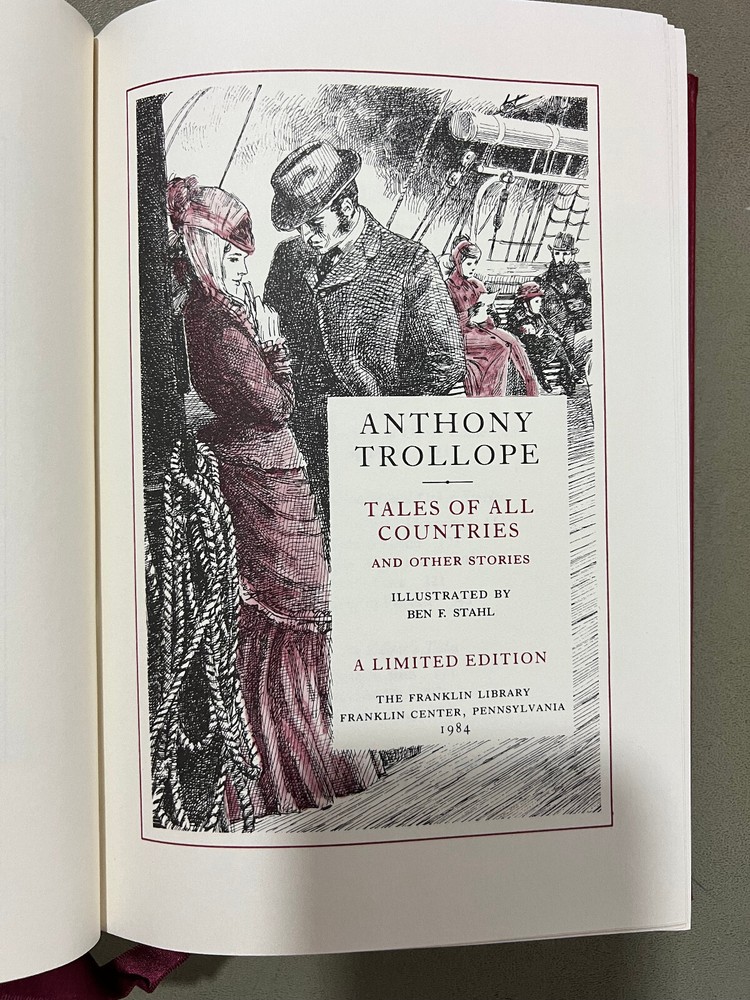 ANTHONY
TROLLOPE
TALES OF ALL
COUNTRIES
AND OTHER STORIES
ILLUSTRATED BY
BEN F. STAHL
A LIMITED EDITION
THE FRANKLIN LIBRARY
FRANKLIN CENTER, PENNSYLVANIA
1984